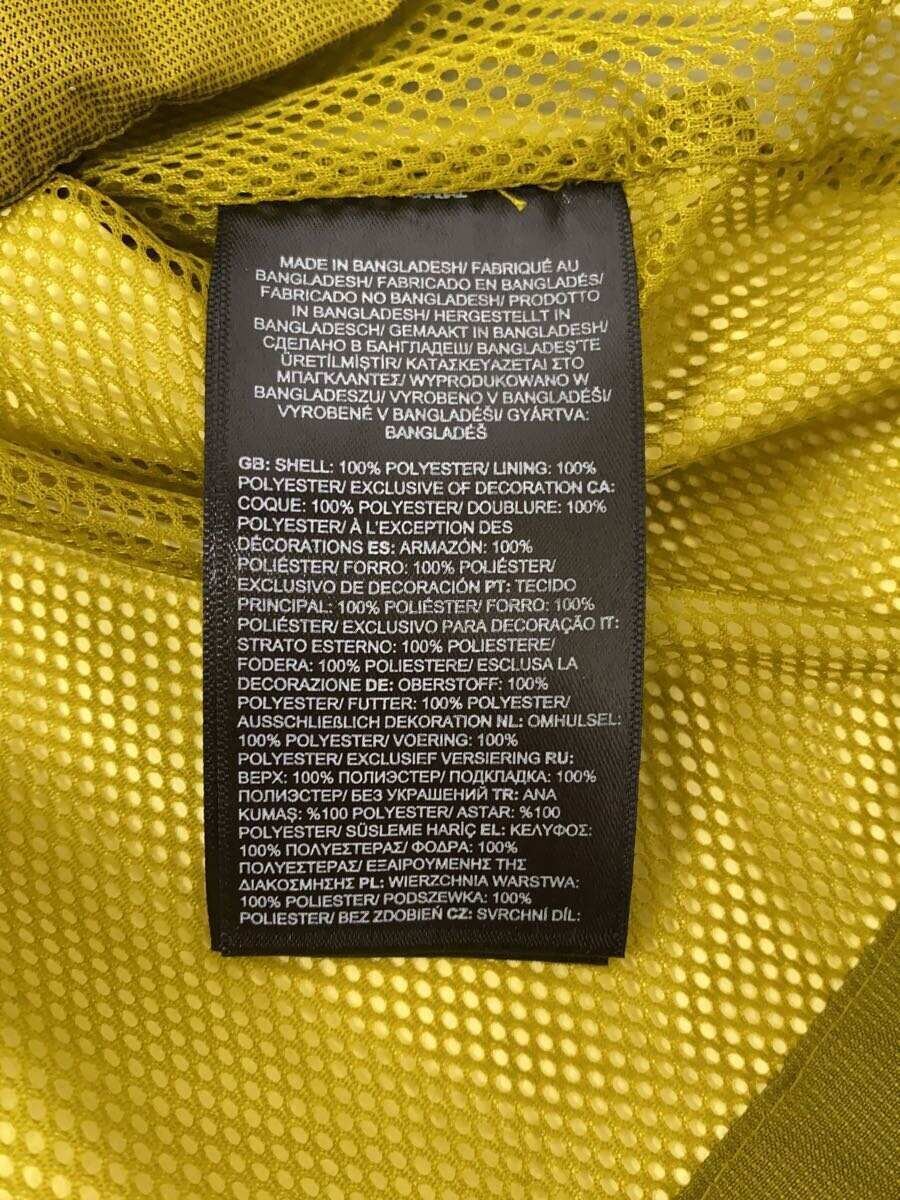 MADE IN BANGLADESH/ FABRIQUÉ AU
BANGLADESH/ FABRICADO EN BANGLADÉS/
FABRICADO NO BANGLADESH/ PRODOTTO
IN BANGLADESH/ HERGESTELLT IN
BANGLADESCH/ GEMAAKT IN BANGLADESH/
СДЕЛАНО В БАНГЛАДЕШ/ BANGLADEŞ'TE
ÜRETİLMİŞTİR/ ΚΑΤΑΣΚΕΥΑΖΕΤΑΙ ΣΤΟ
ΜΠΑΓΚΛΑΝΤΕΣ/ WYPRODUKOWANO W
BANGLADESZU/ VYROBENO V BANGLADÉŠI/
VYROBENÉ V BANGLADÉŠI/ GYÁRTVA:
BANGLADÉS
GB: SHELL: 100% POLYESTER/ LINING: 100%
POLYESTER/ EXCLUSIVE OF DECORATION CA:
COQUE: 100% POLYESTER/ DOUBLURE: 100%
POLYESTER/ À L'EXCEPTION DES
DÉCORATIONS ES: ARMAZÓN: 100%
POLIÉSTER/ FORRO: 100% POLIÉSTER/
EXCLUSIVO DE DECORACIÓN PT: TECIDO
PRINCIPAL: 100% POLIÉSTER/ FORRO: 100%
POLIÉSTER/ EXCLUSIVO PARA DECORAÇÃO IT:
STRATO ESTERNO: 100% POLIESTERE/
FODERA: 100% POLIESTERE/ ESCLUSA LA
DECORAZIONE DE: OBERSTOFF: 100%
POLYESTER/ FUTTER: 100% POLYESTER/
AUSSCHLIEßLICH DEKORATION NL: OMHULSEL:
100% POLYESTER/ VOERING: 100%
POLYESTER/ EXCLUSIEF VERSIERING RU:
ВЕРХ: 100% ПОЛИЭСТЕР/ ПОДКЛАДКА: 100%
ПОЛИЭСТЕР/ БЕЗ УКРАШЕНИЙ TR: ANA
KUMAŞ: %100 POLYESTER/ ASTAR: %100
POLYESTER/ SÜSLEME HARİÇ EL: ΚΕΛΥΦΟΣ:
100% ΠΟΛΥΕΣΤΕΡΑΣ/ ΦΟΔΡΑ: 100%
ΠΟΛΥΕΣΤΕΡΑΣ/ ΕΞΑΙΡΟΥΜΕΝΗΣ ΤΗΣ
ΔΙΑΚΟΣΜΗΣΗΣ PL: WIERZCHNIA WARSTWA:
100% POLIESTER/ PODSZEWKA: 100%
POLIESTER/ BEZ ZDOBIEŃ CZ: SVRCHNÍ DÍL: